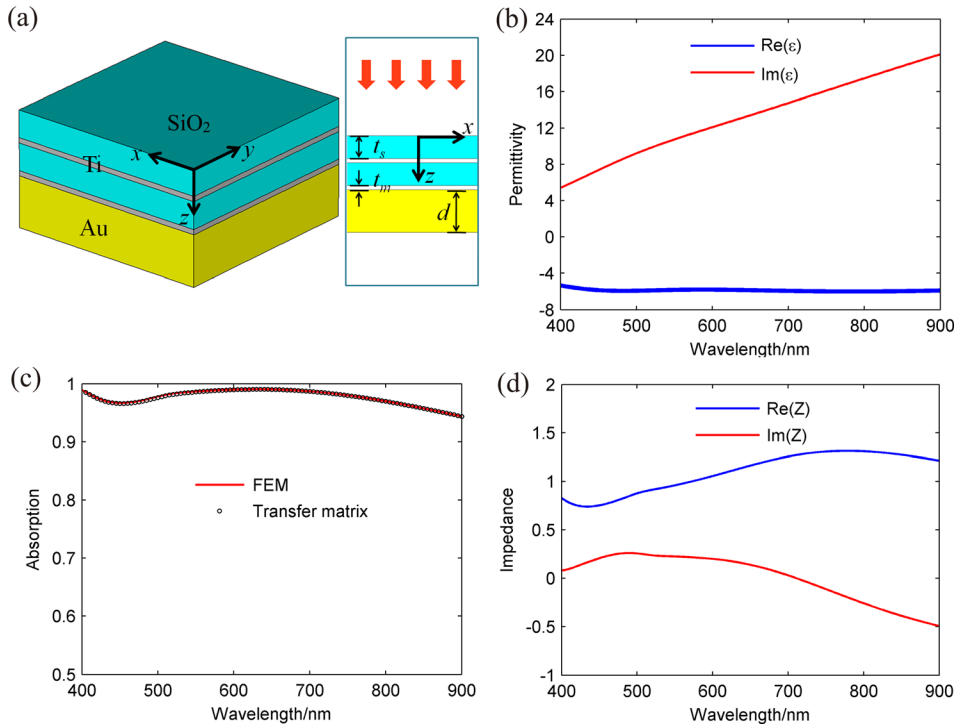 (a)
SiO₂
x
y
Ti
z
Au
x
tₛ
z
tₘ
d
(b)
24
20
16
12
8
4
0
-4
-8
Permittivity
Re(ε)
Im(ε)
400 500 600 700 800 900
Wavelength/nm
(c)
1
0.9
0.8
0.7
0.6
0.5
Absorption
FEM
Transfer matrix
400 500 600 700 800 900
Wavelength/nm
(d)
2
1.5
1
0.5
0
-0.5
-1
Impedance
Re(Z)
Im(Z)
400 500 600 700 800 900
Wavelength/nm